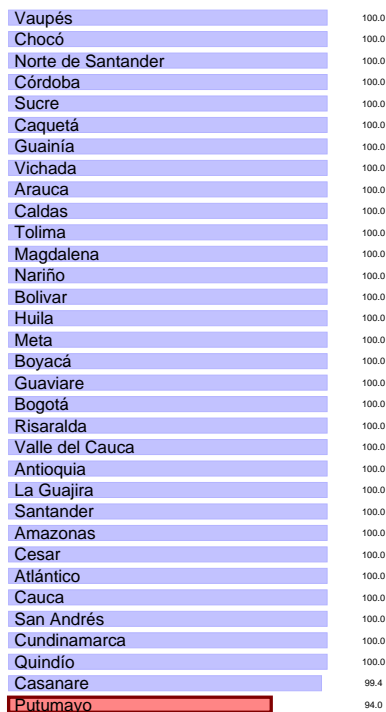 Vaupés 100.0
Chocó 100.0
Norte de Santander 100.0
Córdoba 100.0
Sucre 100.0
Caquetá 100.0
Guainía 100.0
Vichada 100.0
Arauca 100.0
Caldas 100.0
Tolima 100.0
Magdalena 100.0
Nariño 100.0
Bolivar 100.0
Huila 100.0
Meta 100.0
Boyacá 100.0
Guaviare 100.0
Bogotá 100.0
Risaralda 100.0
Valle del Cauca 100.0
Antioquia 100.0
La Guajira 100.0
Santander 100.0
Amazonas 100.0
Cesar 100.0
Atlántico 100.0
Cauca 100.0
San Andrés 100.0
Cundinamarca 100.0
Quindío 100.0
Casanare 99.4
Putumayo 94.0